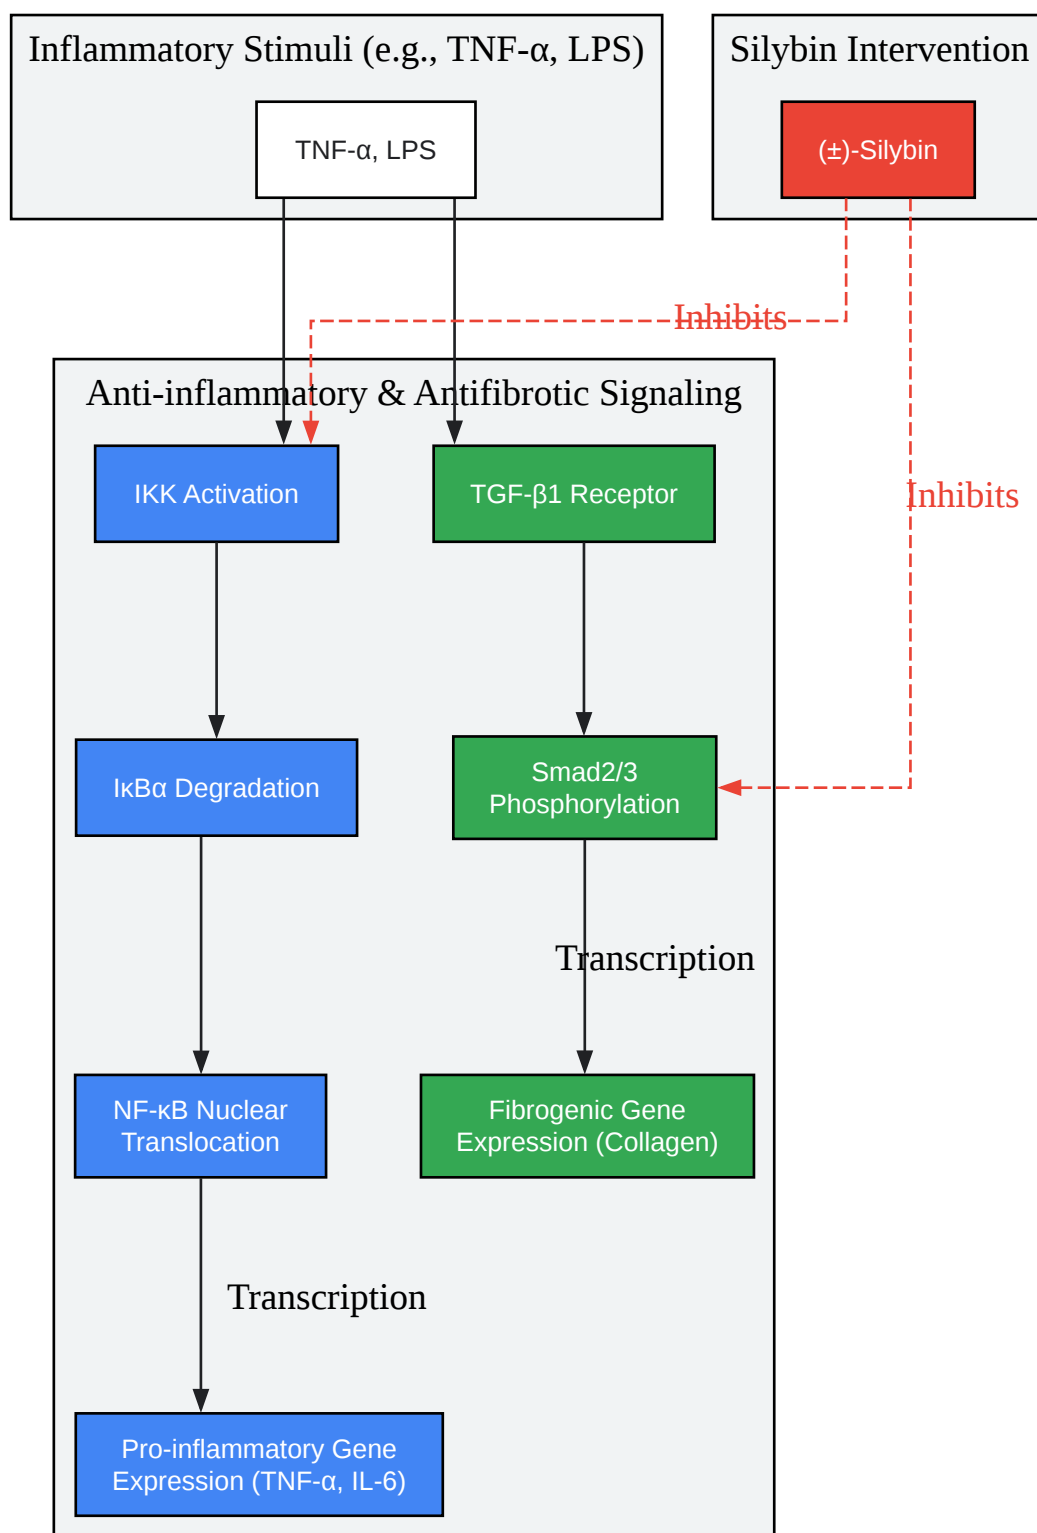 Inflammatory Stimuli (e.g., TNF-α, LPS)
Silybin Intervention
TNF-α, LPS
(±)-Silybin
Inhibits
Anti-inflammatory & Antifibrotic Signaling
IKK Activation
TGF-β1 Receptor
Inhibits
IκBα Degradation
Smad2/3
Phosphorylation
Transcription
NF-κB Nuclear
Translocation
Fibrogenic Gene
Expression (Collagen)
Transcription
Pro-inflammatory Gene
Expression (TNF-α, IL-6)